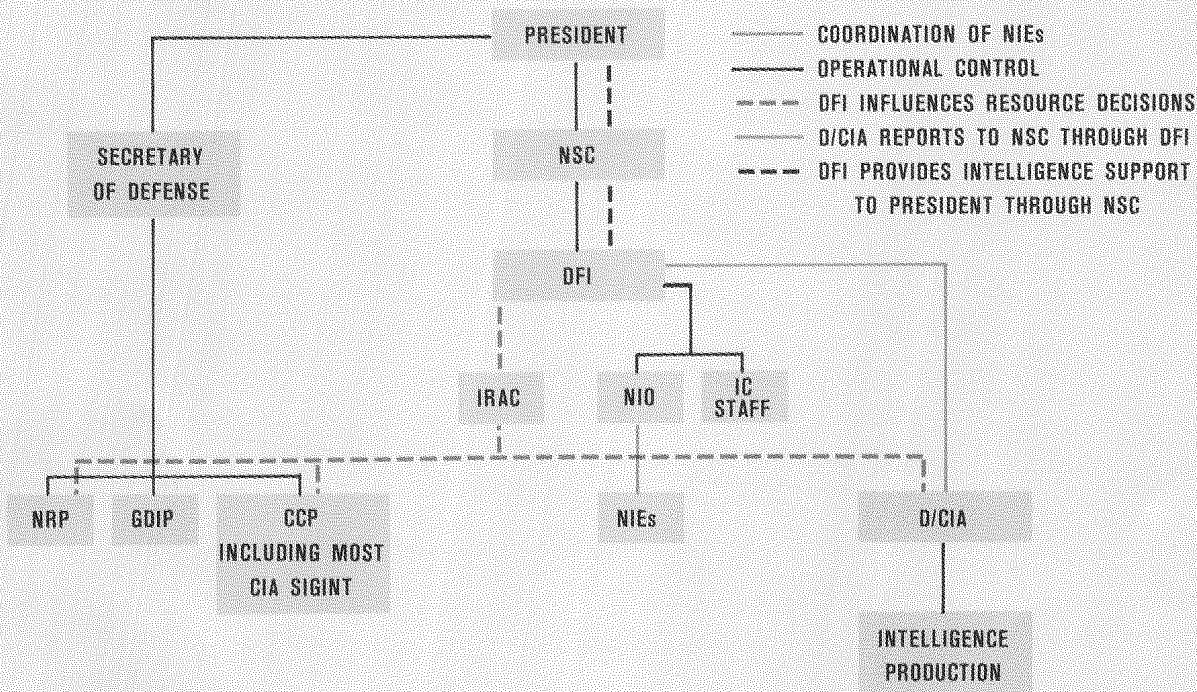 PRESIDENT
COORDINATION OF NIEs
OPERATIONAL CONTROL
DFI INFLUENCES RESOURCE DECISIONS
D/CIA REPORTS TO NSC THROUGH DFI
DFI PROVIDES INTELLIGENCE SUPPORT
TO PRESIDENT THROUGH NSC
SECRETARY
OF DEFENSE
NSC
DFI
IRAC
NIO
IC
STAFF
NRP
GDIP
CCP
INCLUDING MOST
CIA SIGINT
NIEs
D/CIA
INTELLIGENCE
PRODUCTION